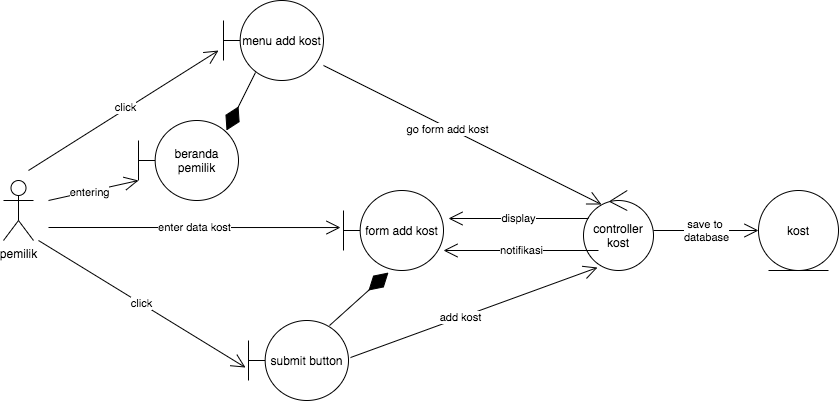 menu add kost
click
go form add kost
beranda
pemilik
entering
pemilik
enter data kost
form add kost
display
notifikasi
controller
kost
save to
database
kost
click
add kost
submit button